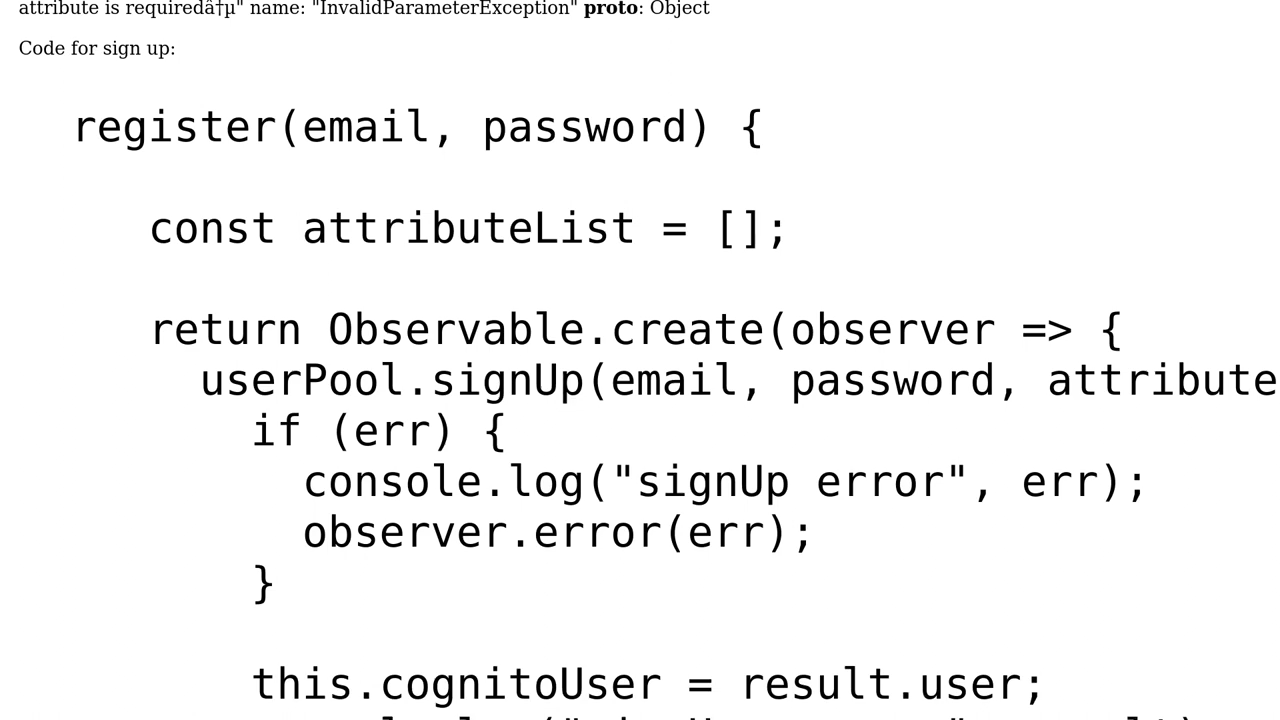 attribute is requiredâ†µ" name: "InvalidParameterException" proto: Object
Code for sign up:
register(email, password) {
const attributeList = [];
return Observable.create(observer => {
userPool.signUp(email, password, attribute
if (err) {
console.log("signUp error", err);
observer.error(err);
}
this.cognitoUser = result.user;